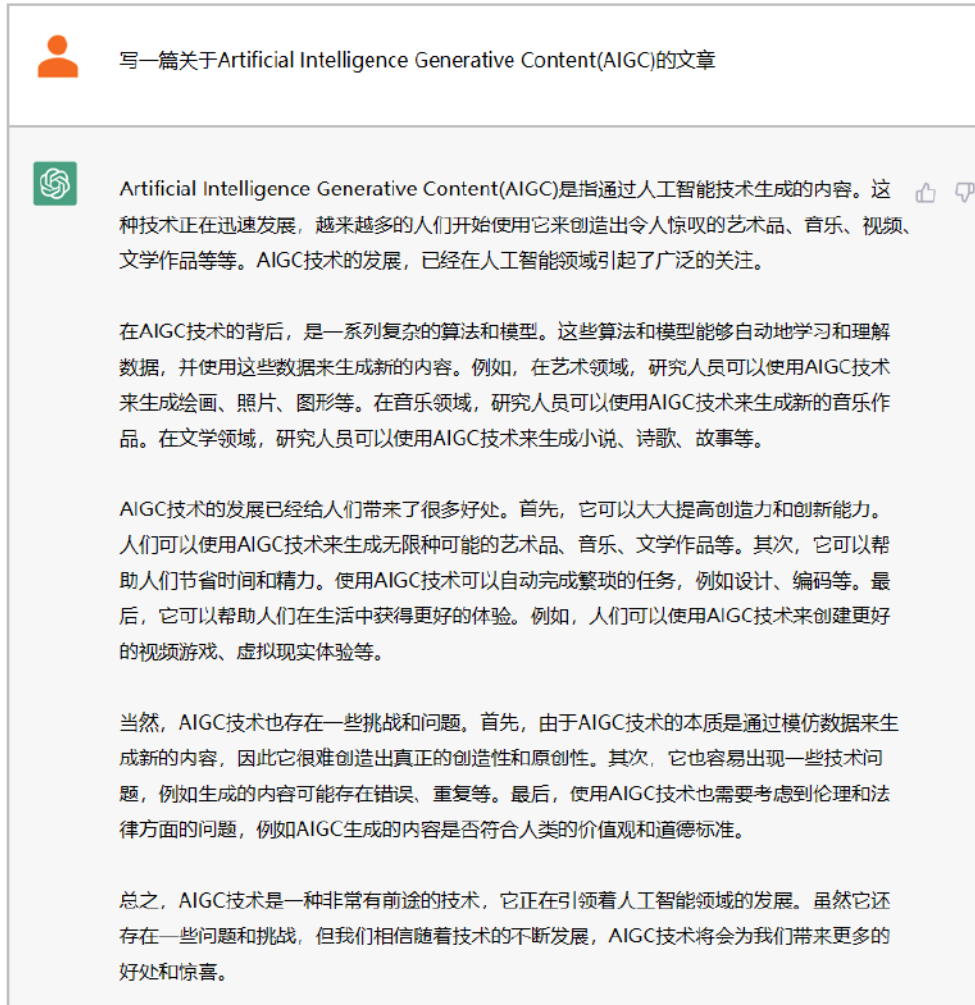 写一篇关于Artificial Intelligence Generative Content(AIGC)的文章
Artificial Intelligence Generative Content(AIGC)是指通过人工智能技术生成的内容。这
种技术正在迅速发展，越来越多的人们开始使用它来创造出令人惊叹的艺术品、音乐、视频、
文学作品等等。AIGC技术的发展，已经在人工智能领域引起了广泛的关注。
在AIGC技术的背后，是一系列复杂的算法和模型。这些算法和模型能够自动地学习和理解
数据，并使用这些数据来生成新的内容。例如，在艺术领域，研究人员可以使用AIGC技术
来生成绘画、照片、图形等。在音乐领域，研究人员可以使用AIGC技术来生成新的音乐作
品。在文学领域，研究人员可以使用AIGC技术来生成小说、诗歌、故事等。
AIGC技术的发展已经给人们带来了很多好处。首先，它可以大大提高创造力和创新能力。
人们可以使用AIGC技术来生成无限种可能的艺术品、音乐、文学作品等。其次，它可以帮
助人们节省时间和精力。使用AIGC技术可以自动完成繁琐的任务，例如设计、编码等。最
后，它可以帮助人们在生活中获得更好的体验。例如，人们可以使用AIGC技术来创建更好
的视频游戏、虚拟现实体验等。
当然，AIGC技术也存在一些挑战和问题。首先，由于AIGC技术的本质是通过模仿数据来生
成新的内容，因此它很难创造出真正的创造性和原创性。其次，它也容易出现一些技术问
题，例如生成的内容可能存在错误、重复等。最后，使用AIGC技术也需要考虑到伦理和法
律方面的问题，例如AIGC生成的内容是否符合人类的价值观和道德标准。
总之，AIGC技术是一种非常有前途的技术，它正在引领着人工智能领域的发展。虽然它还
存在一些问题和挑战，但我们相信随着技术的不断发展，AIGC技术将会为我们带来更多的
好处和惊喜。